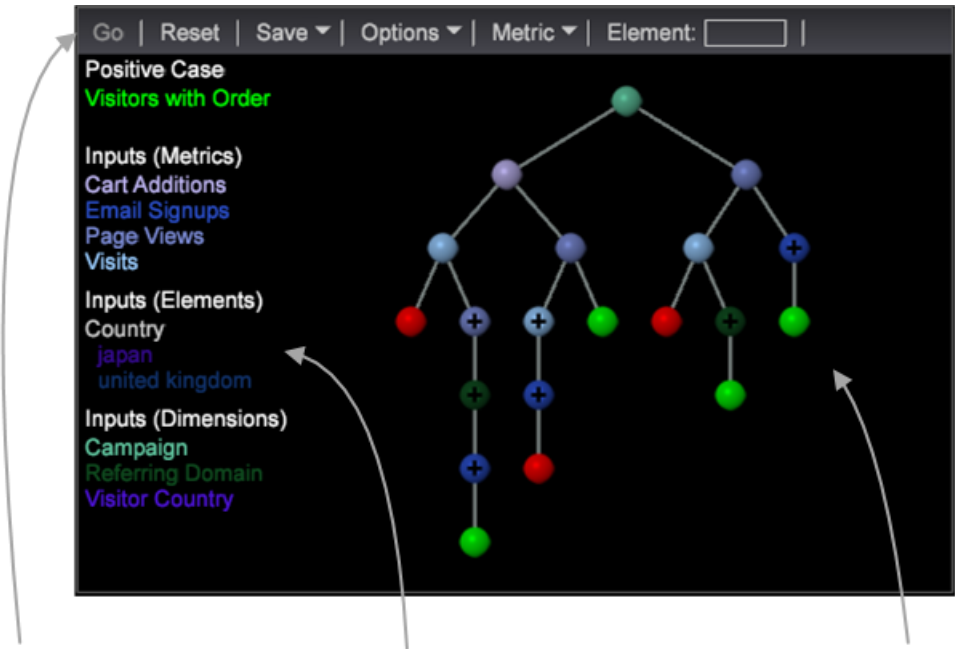 Go | Reset | Save | Options | Metric | Element: |
Positive Case
Visitors with Order
Inputs (Metrics)
Cart Additions
Email Signups
Page Views
Visits
Inputs (Elements)
Country
japan
united kingdom
Inputs (Dimensions)
Campaign
Referring Domain
Visitor Country